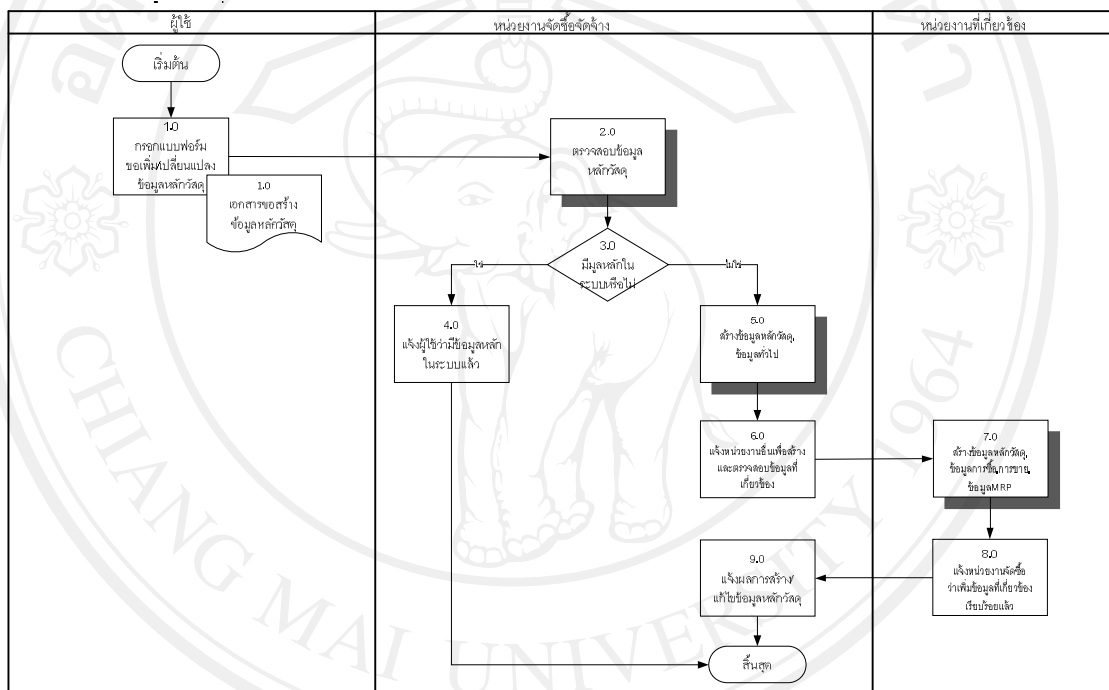 ผู้ใช้
หน่วยงานจัดซื้อจัดจ้าง
หน่วยงานที่เกี่ยวข้อง
เริ่มต้น
1.0
กรอกแบบฟอร์ม
ขอเพิ่ม/เปลี่ยนแปลง
ข้อมูลหลักวัสดุ
1.0
เอกสารขอสร้าง
ข้อมูลหลักวัสดุ
2.0
ตรวจสอบข้อมูล
หลักวัสดุ
3.0
มีมูลหลักใน
ระบบหรือไม่
ใช่
ไม่ใช่
4.0
แจ้งผู้ใช้ว่ามีข้อมูลหลัก
ในระบบแล้ว
5.0
สร้างข้อมูลหลักวัสดุ,
ข้อมูลทั่วไป
6.0
แจ้งหน่วยงานอื่นเพื่อสร้าง
และตรวจสอบข้อมูลที่
เกี่ยวข้อง
7.0
สร้างข้อมูลหลักวัสดุ,
ข้อมูลการซื้อ,การขาย,
ข้อมูลMRP
8.0
แจ้งหน่วยงานจัดซื้อ
ว่าเพิ่มข้อมูลที่เกี่ยวข้อง
เรียบร้อยแล้ว
9.0
แจ้งผลการสร้าง/
แก้ไขข้อมูลหลักวัสดุ
สิ้นสุด
CHIANG MAI UNIVERSITY 1964